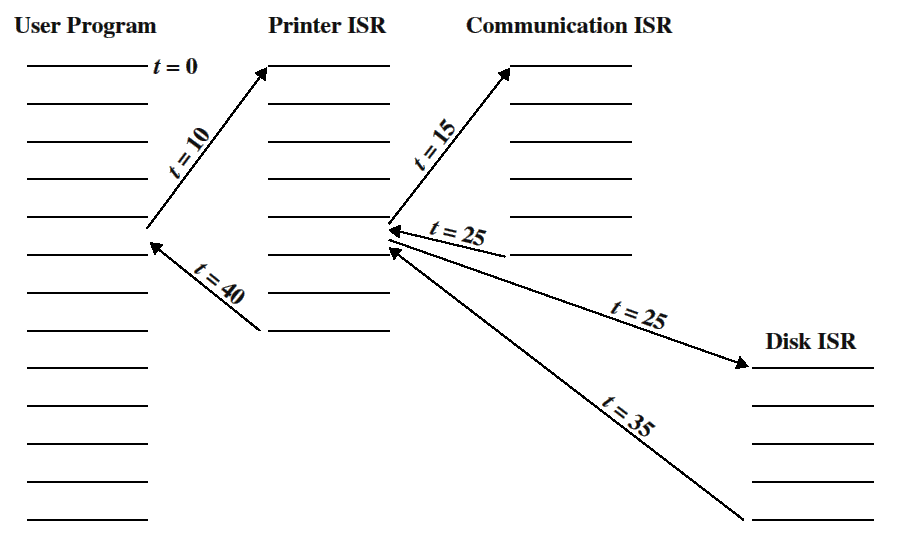 User Program
Printer ISR
Communication ISR
t = 0
t = 10
t = 15
t = 25
t = 40
t = 25
Disk ISR
t = 35